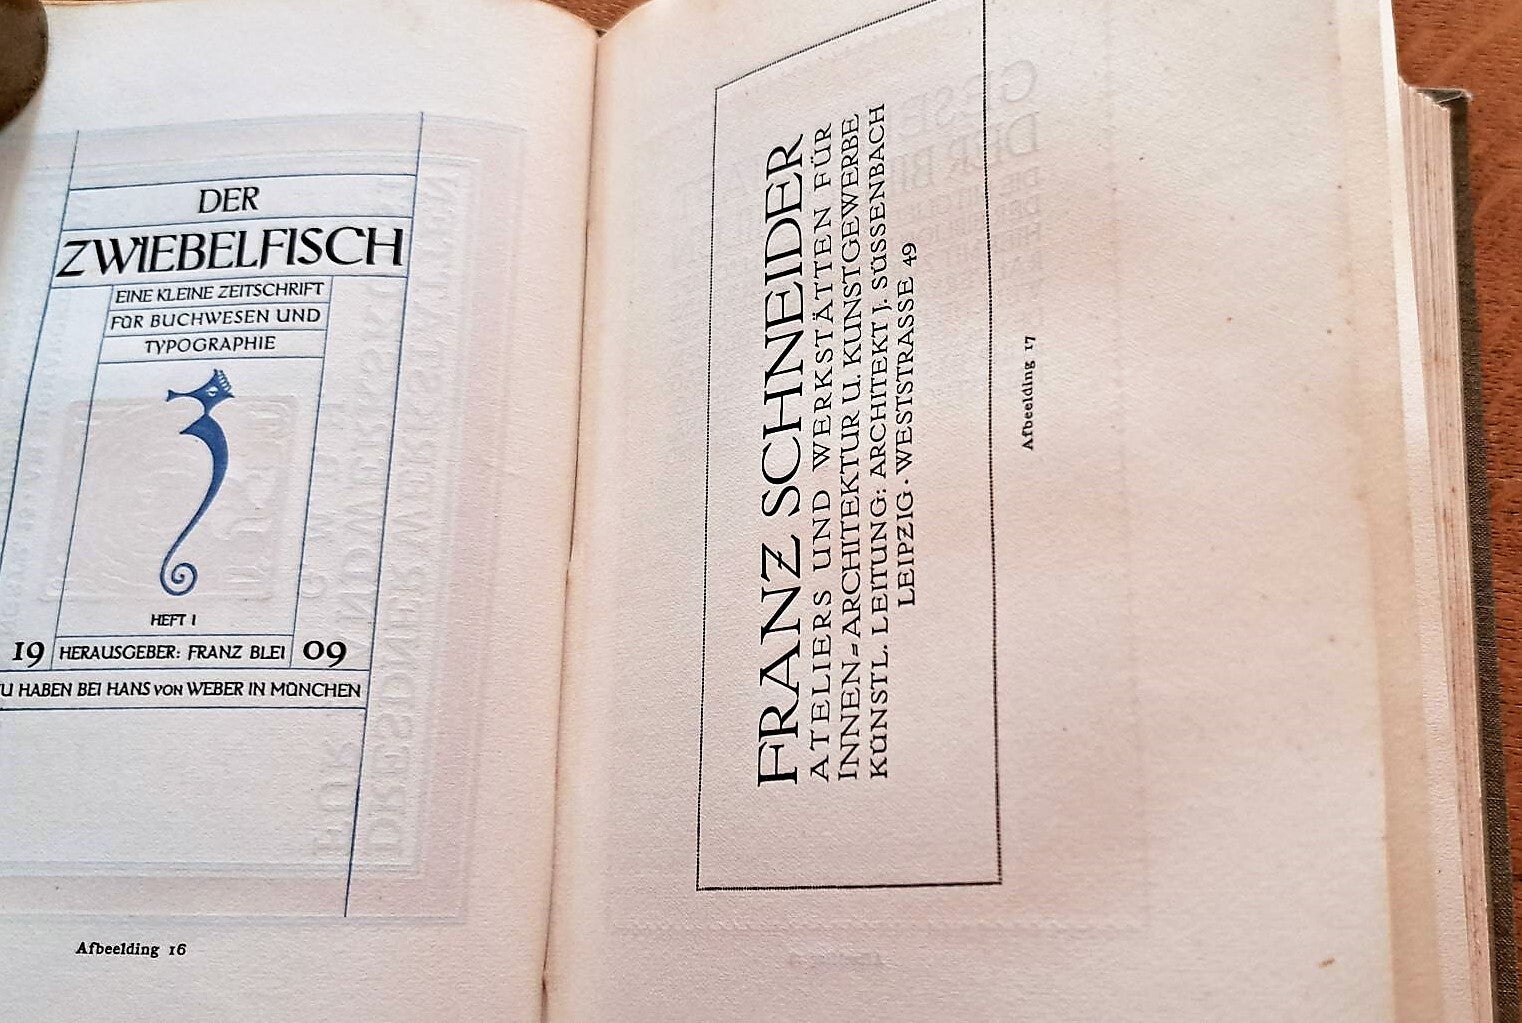 DER
ZWIEBELFISCH
EINE KLEINE ZEITSCHRIFT
FÜR BUCHWESEN UND
TYPOGRAPHIE
HEFT 1
19 HERAUSGEBER: FRANZ BLEI 09
U HABEN BEI HANS VON WEBER IN MÜNCHEN
Afbeelding 16
FRANZ SCHNEIDER
ATELIERS UND WERKSTÄTTEN FÜR
INNEN=ARCHITEKTUR U. KUNSTGEWERBE
KÜNSTL. LEITUNG: ARCHITEKT J. SÜSSENBACH
LEIPZIG · WESTSTRASSE 49
Afbeelding 17